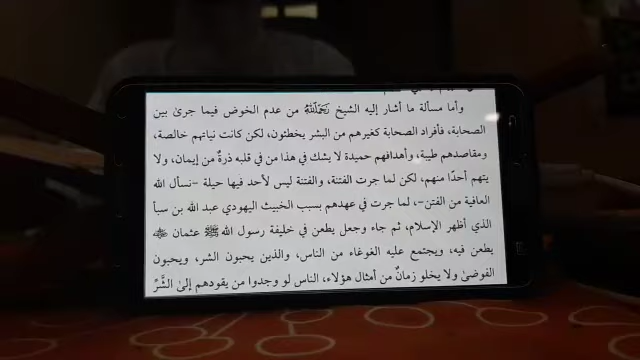 وأما مسألة ما أشار إليه الشيخ رَحِمَهُ اللَّهُ من عدم الخوض فيما جرىٰ بين
الصحابة، فأفراد الصحابة كغيرهم من البشر يخطئون، لكن كانت نياتهم خالصة،
ومقاصدهم طيبة، وأهدافهم حميدة لا يشك في هذا من في قلبه ذرةٌ من إيمان، ولا
يتهم أحدًا منهم، لكن لما جرت الفتنة، والفتنة ليس لأحد فيها حيلة -نسأل الله
العافية من الفتن-، لما جرت في عهدهم بسبب الخبيث اليهودي عبد الله بن سبأ
الذي أظهر الإسلام، ثم جاء وجعل يطعن في خليفة رسول الله ﷺ عثمان رضي الله عنه
يطعن فيه، ويجتمع عليه الغوغاء من الناس، والذين يحبون الشر، ويحبون
الفوضىٰ ولا يخلو زمانٌ من أمثال هؤلاء، الناس لو وجدوا من يقودهم إلىٰ الشَّرِّ